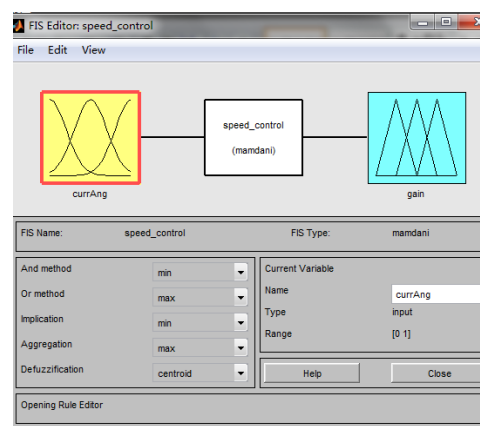 FIS Editor: speed_control
File Edit View
speed_control
(mamdani)
currAng
gain
FIS Name: speed_control FIS Type: mamdani
And method min
Or method max
Implication min
Aggregation max
Defuzzification centroid
Current Variable
Name currAng
Type input
Range [0 1]
Help Close
Opening Rule Editor